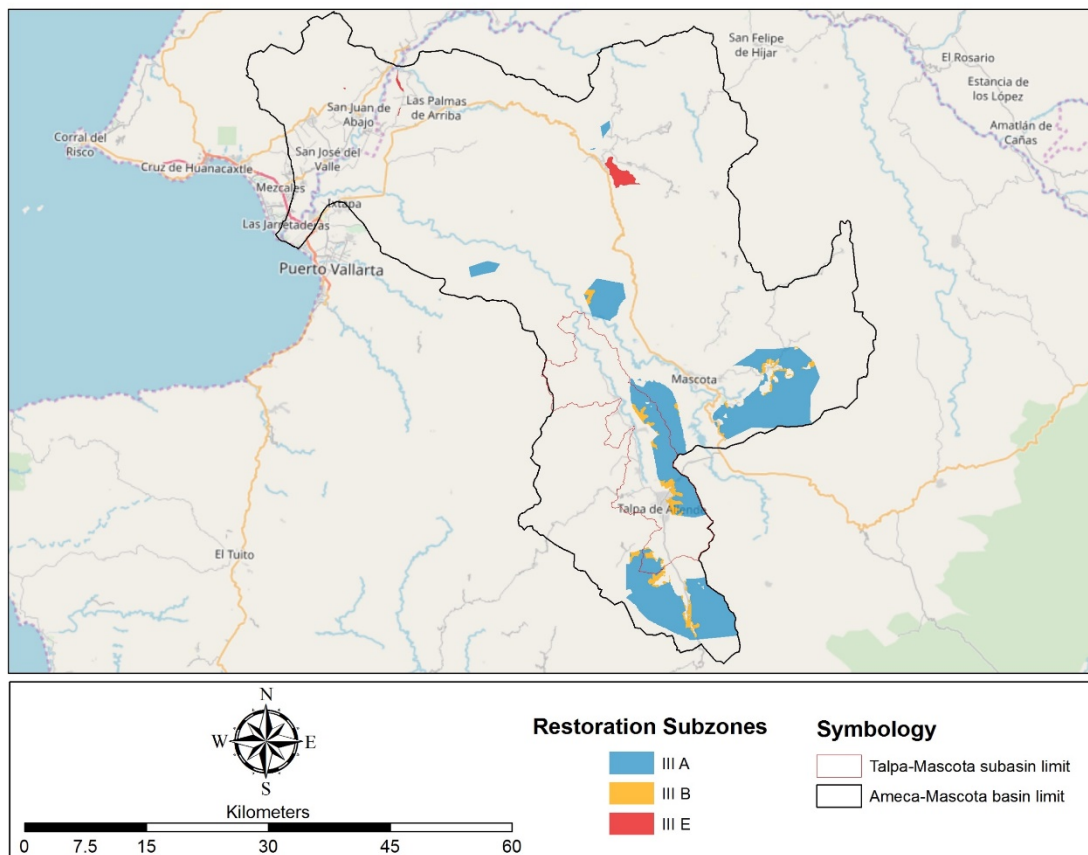 San Felipe
de Hijar
El Rosario
Estancia de
los López
Amatlán de
Cañas
Las Palmas
de Arriba
San Juan de
Abajo
Corral del
Risco
San José del
Valle
Cruz de Huanacaxtle
Mezcales
Ixtapa
Las Jarretaderas
Puerto Vallarta
Mascota
Talpa de Allende
El Tuito
N
W
E
S
Kilometers
0 7.5 15 30 45 60
Restoration Subzones
III A
III B
III E
Symbology
Talpa-Mascota subasin limit
Ameca-Mascota basin limit